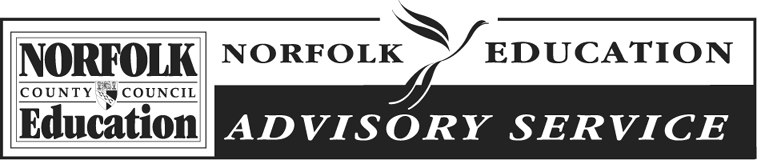 NORFOLK
COUNTY COUNCIL
Education
NORFOLK EDUCATION
ADVISORY SERVICE